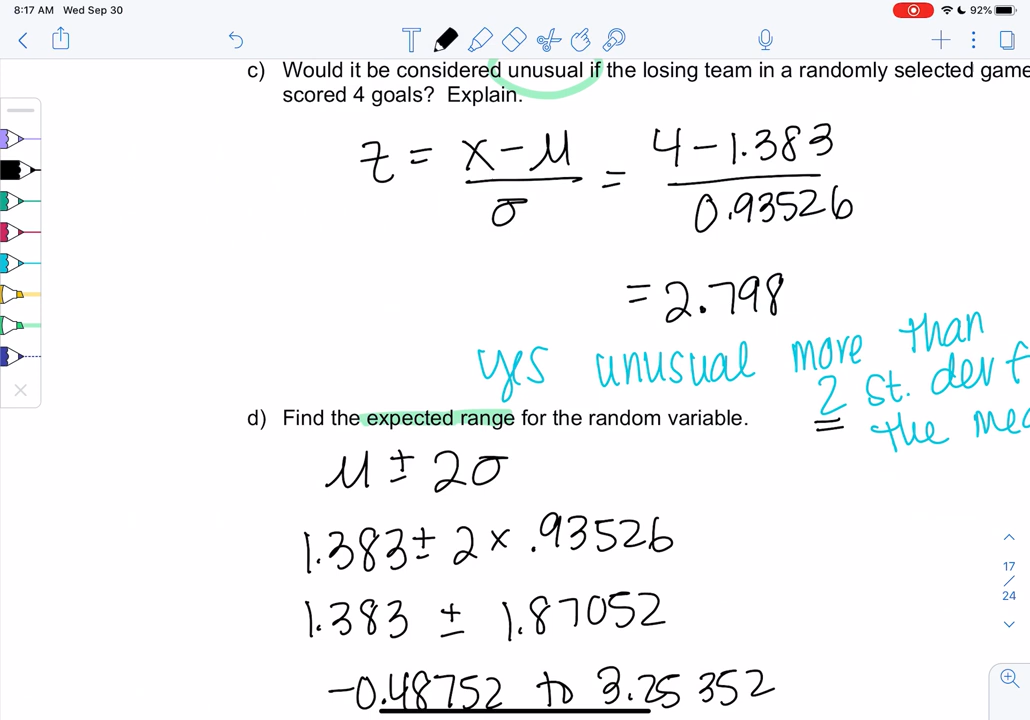 8:17 AM Wed Sep 30
92%
T
c) Would it be considered unusual if the losing team in a randomly selected game
scored 4 goals? Explain.
z = x - μ / σ = 4 - 1.383 / 0.93526
= 2.798
yes unusual more than
2 st. dev f
the mea
d) Find the expected range for the random variable.
μ ± 2σ
1.383 ± 2 × .93526
1.383 ± 1.87052
-0.48752 to 3.25352
17
/
24